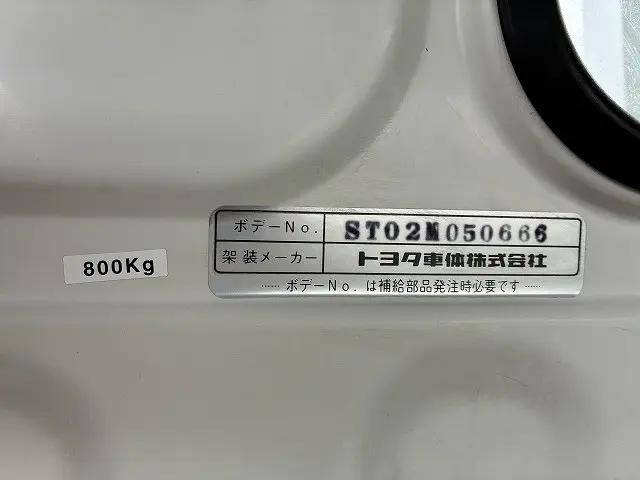 ボデーNo. ST02M050666
架装メーカー トヨタ車体株式会社
…… ボデーNo. は補給部品発注時必要です ……
800Kg